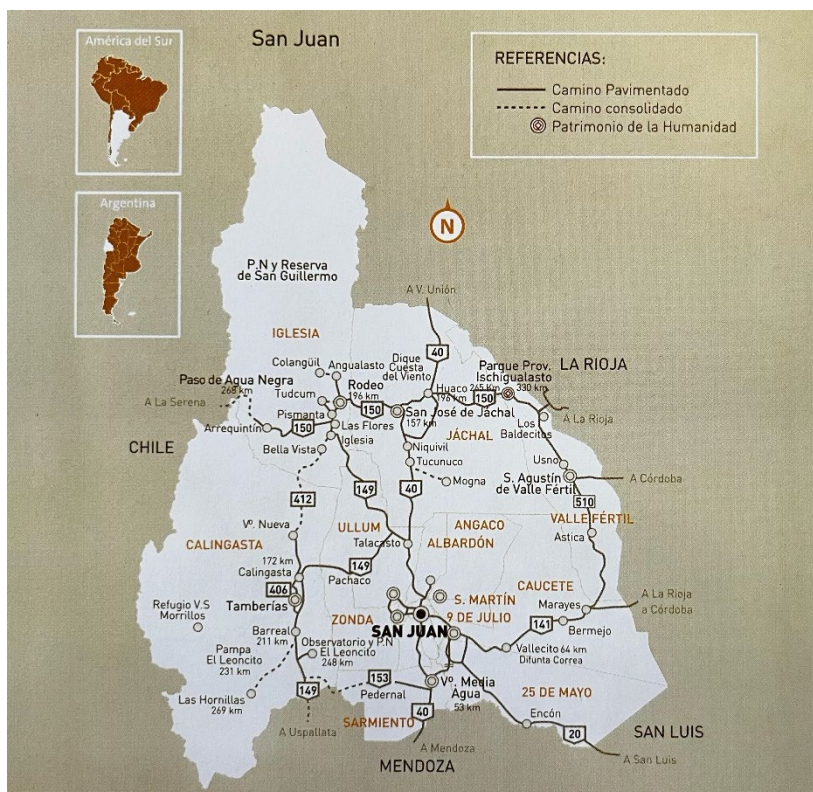 América del Sur
San Juan
REFERENCIAS:
Camino Pavimentado
Camino consolidado
Patrimonio de la Humanidad
Argentina
N
P.N y Reserva
de San Guillermo
A V. Unión
IGLESIA
40
Colangüil
Angualasto
Dique
Cuesta
del Viento
Parque Prov.
Ischigualasto
330 km
LA RIOJA
Paso de Agua Negra
268 km
Rodeo
196 km
Huaco
196 km
265 Km
150
A La Serena
Tudcum
150
San José de Jáchal
157 km
A La Rioja
Pismanta
Las Flores
Arrequintín
150
Iglesia
JÁCHAL
Los
Baldecitos
CHILE
Bella Vista
Niquivil
Tucunuco
Usno
Mogna
S. Agustín
de Valle Fértil
A Córdoba
412
149
40
510
Vº. Nueva
ULLUM
ANGACO
VALLE FÉRTIL
CALINGASTA
Talacasto
ALBARDÓN
Astica
172 km
Calingasta
149
Pachaco
406
CAUCETE
A La Rioja
a Córdoba
Tamberías
S. MARTÍN
Marayes
Refugio V.S
Morrillos
ZONDA
9 DE JULIO
141
Bermejo
SAN JUAN
Barreal
211 km
Observatorio y P.N
El Leoncito
248 km
Vallecito 64 km
Difunta Correa
Pampa
El Leoncito
231 km
153
Pedernal
Vº. Media
Agua
53 km
25 DE MAYO
Las Hornillas
269 km
149
SARMIENTO
40
Encón
20
SAN LUIS
A Uspallata
A Mendoza
A San Luis
MENDOZA